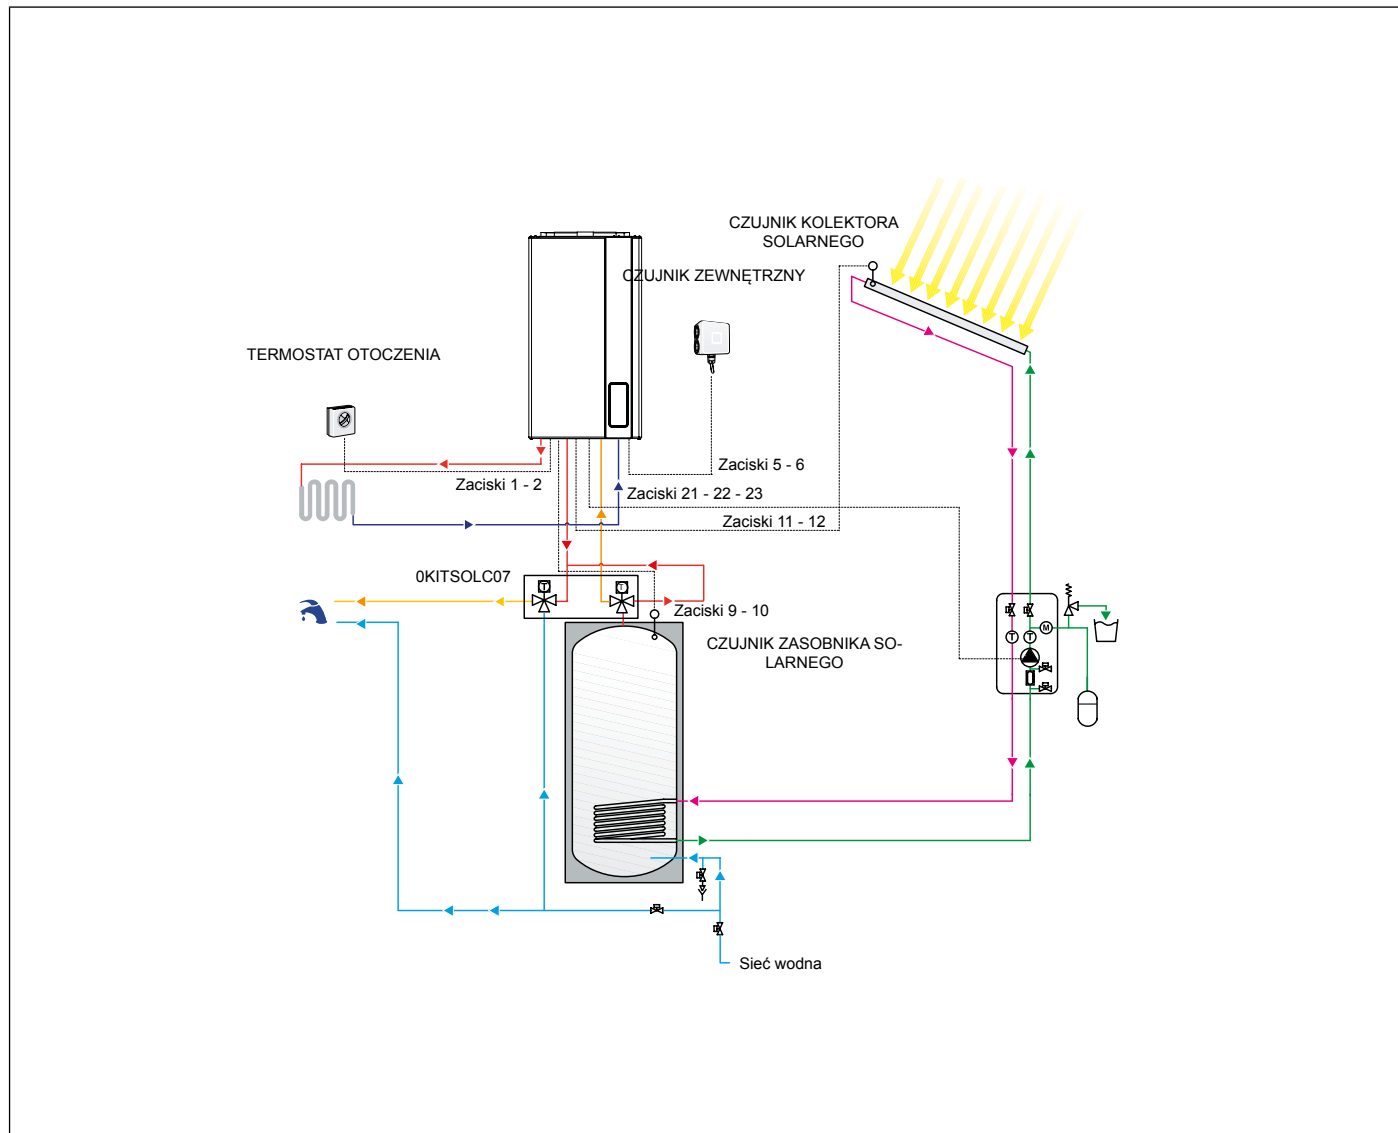 CZUJNIK KOLEKTORA
SOLARNEGO
CZUJNIK ZEWNĘTRZNY
TERMOSTAT OTOCZENIA
Zaciski 5 - 6
Zaciski 1 - 2
Zaciski 21 - 22 - 23
Zaciski 11 - 12
0KITSOLC07
T
T
Zaciski 9 - 10
CZUJNIK ZASOBNIKA SO-
LARNEGO
M
T
T
Sieć wodna